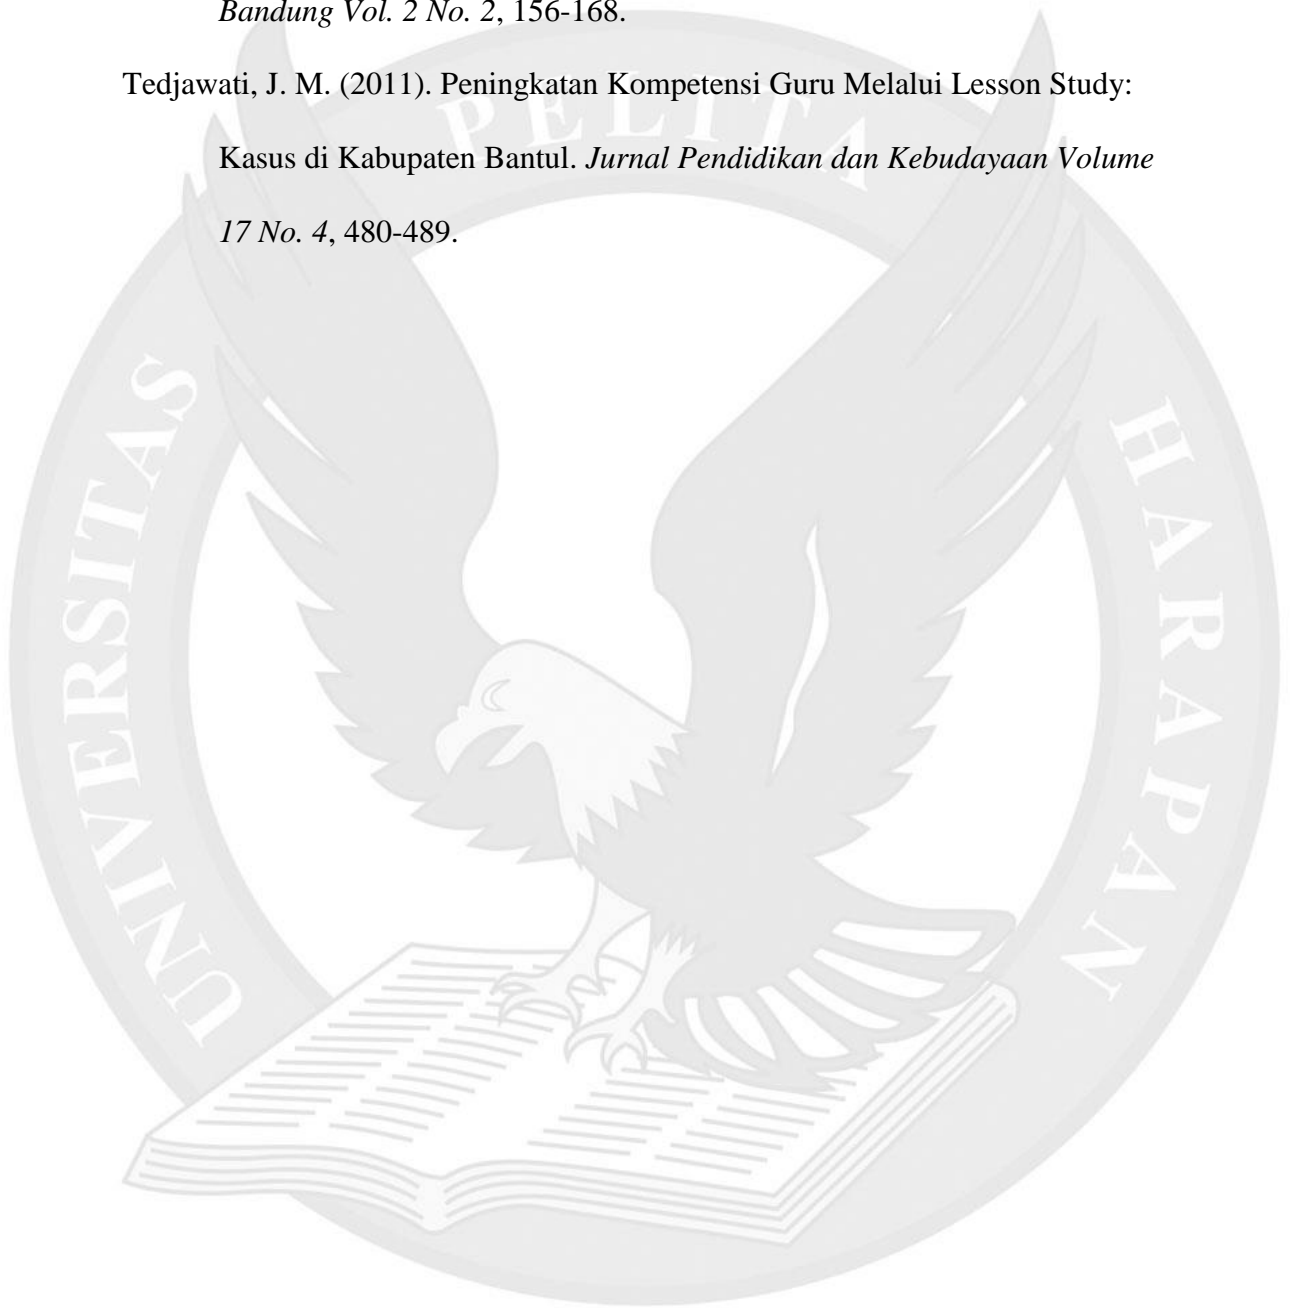 Bandung Vol. 2 No. 2, 156-168.
Tedjawati, J. M. (2011). Peningkatan Kompetensi Guru Melalui Lesson Study:
Kasus di Kabupaten Bantul. Jurnal Pendidikan dan Kebudayaan Volume
17 No. 4, 480-489.
UNIVERSITAS PELITA HARAPAN